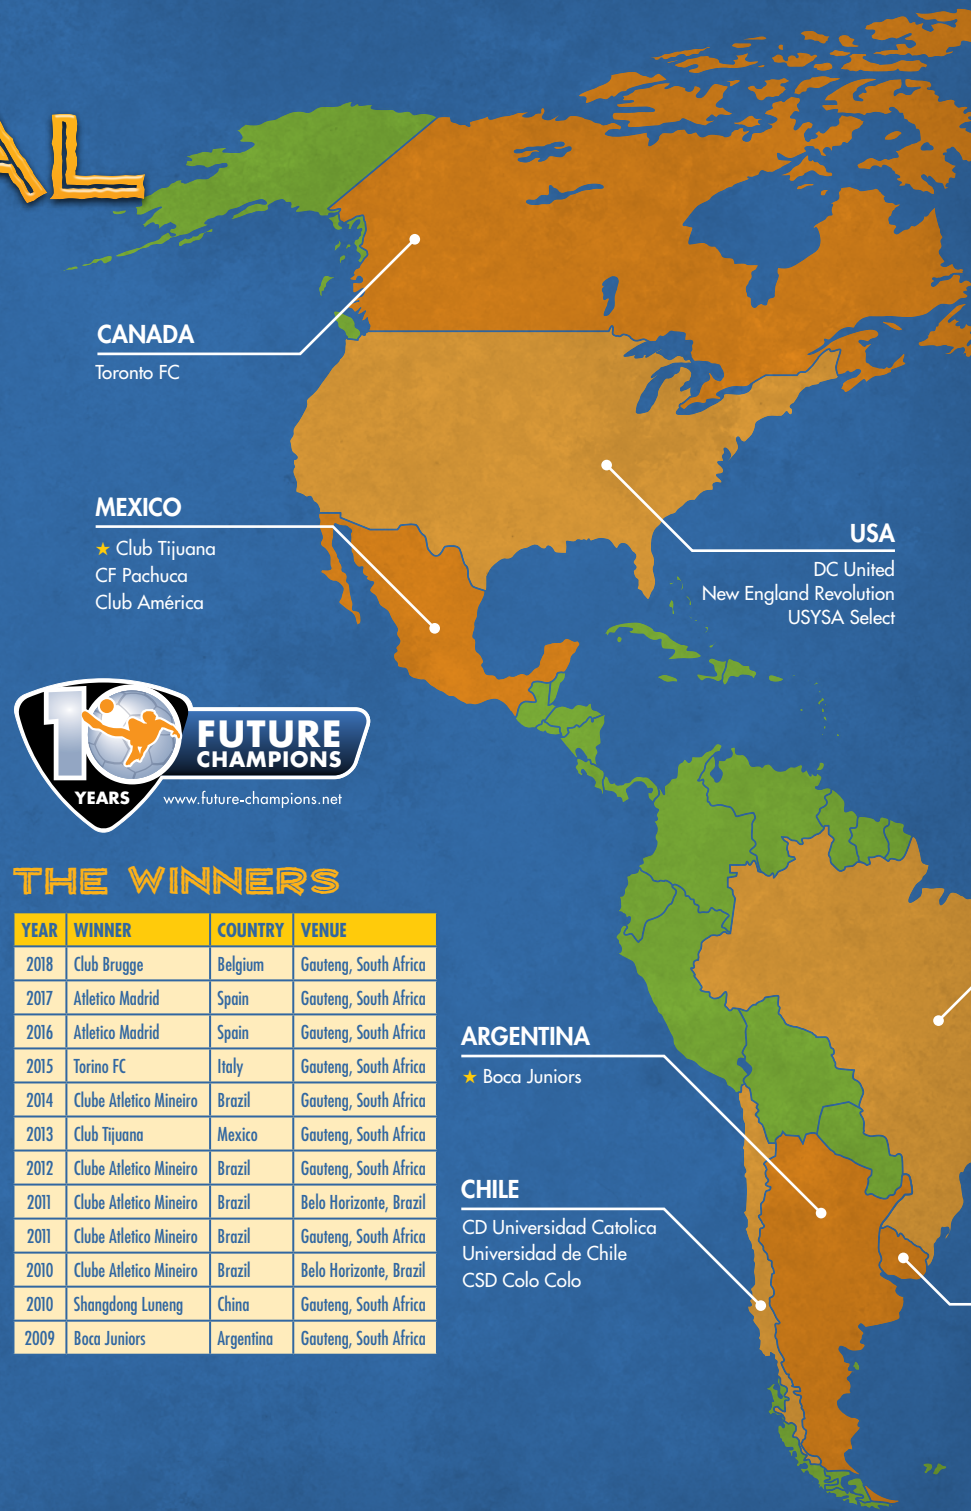 AL
CANADA
Toronto FC
MEXICO
★ Club Tijuana
CF Pachuca
Club América
USA
DC United
New England Revolution
USYSA Select
10
YEARS
FUTURE
CHAMPIONS
www.future-champions.net
THE WINNERS
YEAR WINNER COUNTRY VENUE
2018 Club Brugge Belgium Gauteng, South Africa
2017 Atletico Madrid Spain Gauteng, South Africa
2016 Atletico Madrid Spain Gauteng, South Africa
2015 Torino FC Italy Gauteng, South Africa
2014 Clube Atletico Mineiro Brazil Gauteng, South Africa
2013 Club Tijuana Mexico Gauteng, South Africa
2012 Clube Atletico Mineiro Brazil Gauteng, South Africa
2011 Clube Atletico Mineiro Brazil Belo Horizonte, Brazil
2011 Clube Atletico Mineiro Brazil Gauteng, South Africa
2010 Clube Atletico Mineiro Brazil Belo Horizonte, Brazil
2010 Shangdong Luneng China Gauteng, South Africa
2009 Boca Juniors Argentina Gauteng, South Africa
ARGENTINA
★ Boca Juniors
CHILE
CD Universidad Catolica
Universidad de Chile
CSD Colo Colo